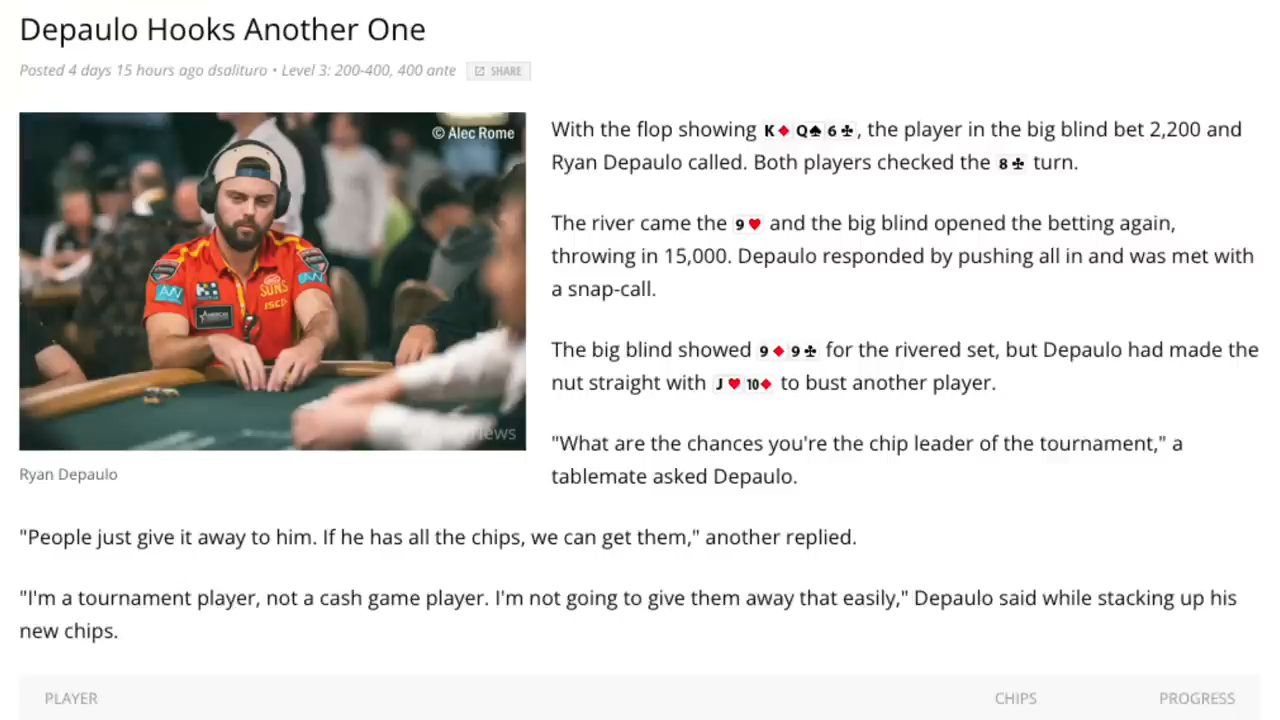 Depaulo Hooks Another One
Posted 4 days 15 hours ago dsalituro • Level 3: 200-400, 400 ante SHARE
© Alec Rome
SUNS
ISCD
news
Ryan Depaulo
With the flop showing K♦ Q♠ 6♣, the player in the big blind bet 2,200 and
Ryan Depaulo called. Both players checked the 8♣ turn.
The river came the 9♥ and the big blind opened the betting again,
throwing in 15,000. Depaulo responded by pushing all in and was met with
a snap-call.
The big blind showed 9♦ 9♣ for the rivered set, but Depaulo had made the
nut straight with J♥ 10♦ to bust another player.
"What are the chances you're the chip leader of the tournament," a
tablemate asked Depaulo.
"People just give it away to him. If he has all the chips, we can get them," another replied.
"I'm a tournament player, not a cash game player. I'm not going to give them away that easily," Depaulo said while stacking up his
new chips.
PLAYER CHIPS PROGRESS